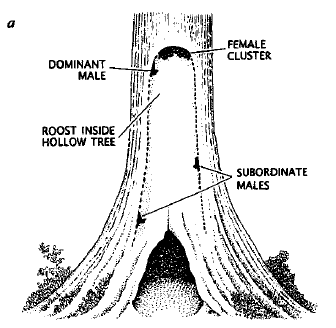 a
FEMALE
CLUSTER
DOMINANT
MALE
ROOST INSIDE
HOLLOW TREE
SUBORDINATE
MALES